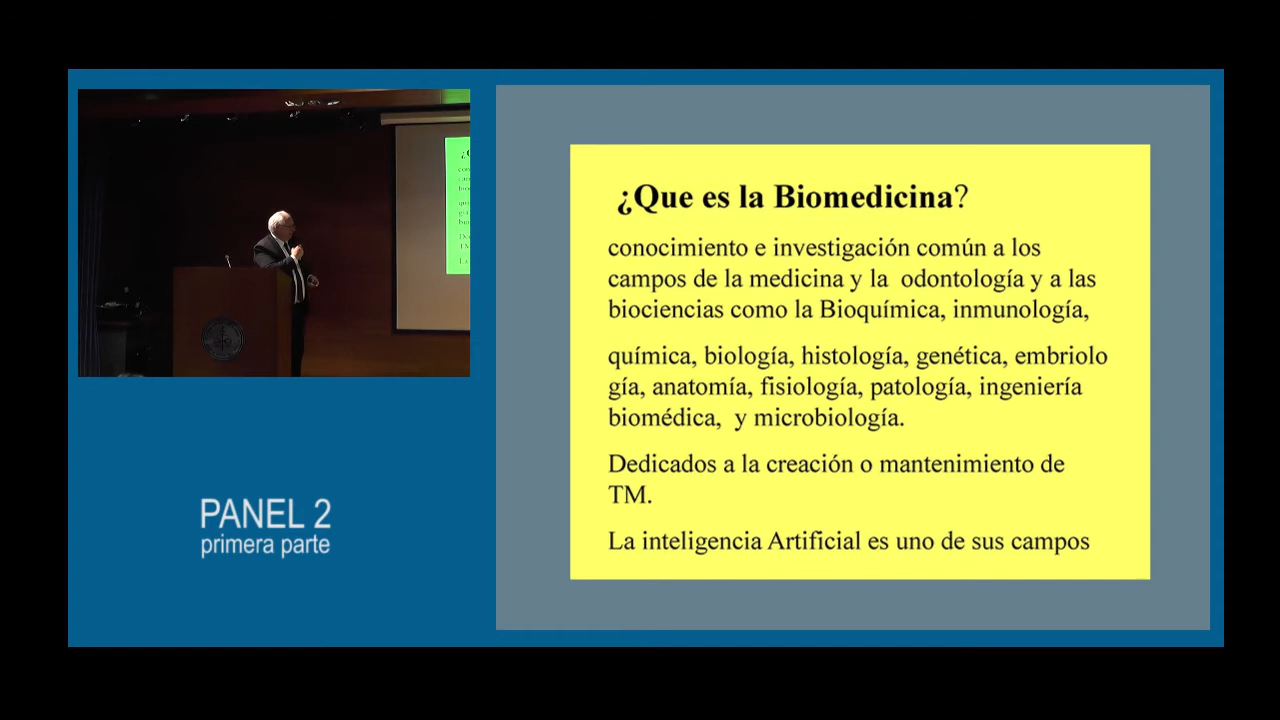 ¿Que es la Biomedicina?
conocimiento e investigación común a los
campos de la medicina y la odontología y a las
biociencias como la Bioquímica, inmunología,
química, biología, histología, genética, embriolo
gía, anatomía, fisiología, patología, ingeniería
biomédica, y microbiología.
Dedicados a la creación o mantenimiento de
TM.
La inteligencia Artificial es uno de sus campos
PANEL 2
primera parte